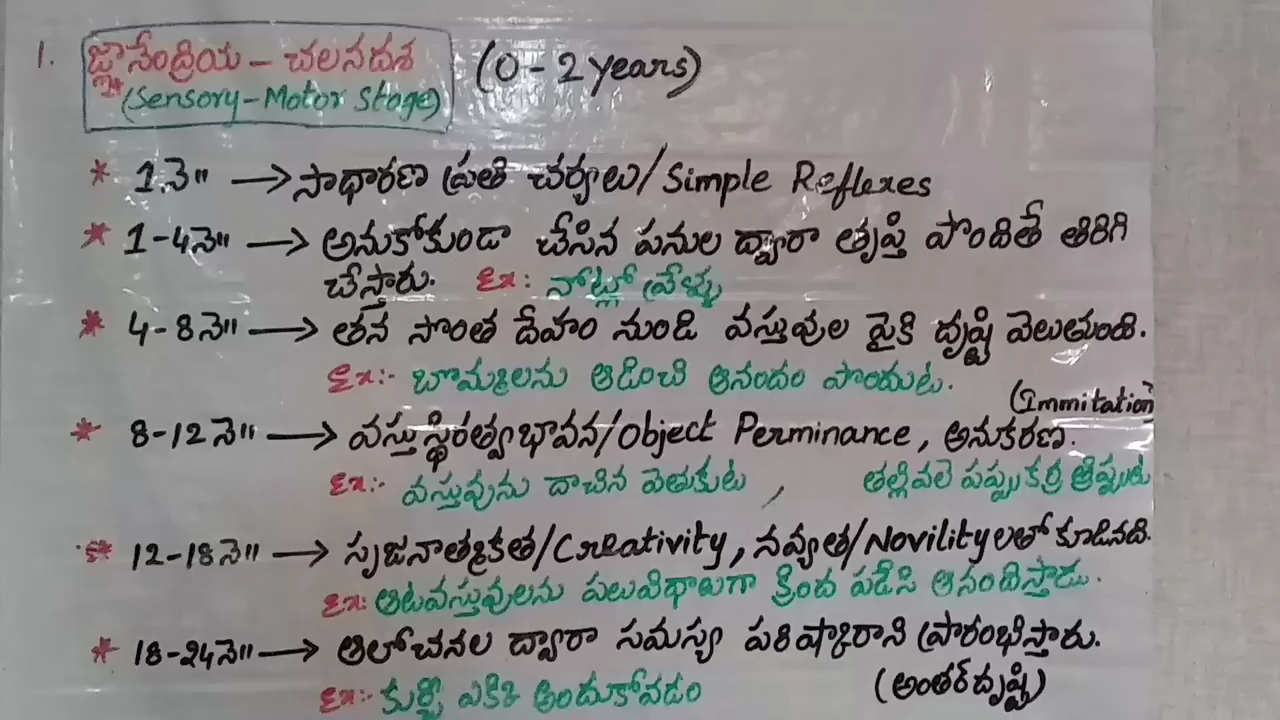 1. జ్ఞానేంద్రియ - చలనదశ (0-2 years)
(Sensory-Motor Stage)
* 1 నె" → సాధారణ ప్రతి చర్యలు/Simple Reflexes
* 1-4నె" → అనుకోకుండా చేసిన పనుల ద్వారా తృప్తి పొందితే తిరిగి
చేస్తారు. Ex: నోట్లో వ్రేళ్ళు
* 4-8నె" → తన సొంత దేహం నుండి వస్తువుల పైకి దృష్టి వెలుతుంది.
Ex:- బొమ్మలను ఆడించి ఆనందం పొందుట.
(Immitation)
* 8-12నె" → వస్తుస్థిరత్వభావన/Object Perminance, అనుకరణ.
Ex:- వస్తువును దాచిన వెతుకుట , తల్లివలె పప్పుకర్ర త్రిప్పుట
* 12-18నె" → సృజనాత్మకత/Creativity, నవ్యత/Novilityలతో కూడినది.
Ex: ఆటవస్తువులను పలువిధాలుగా క్రింద పడేసి ఆనందిస్తాడు.
* 18-24నె" → ఆలోచనల ద్వారా సమస్య పరిష్కారాని ప్రారంభిస్తారు.
Ex:- కుర్చీ ఎక్కి అందుకోవడం (అంతర్‌దృష్టి)